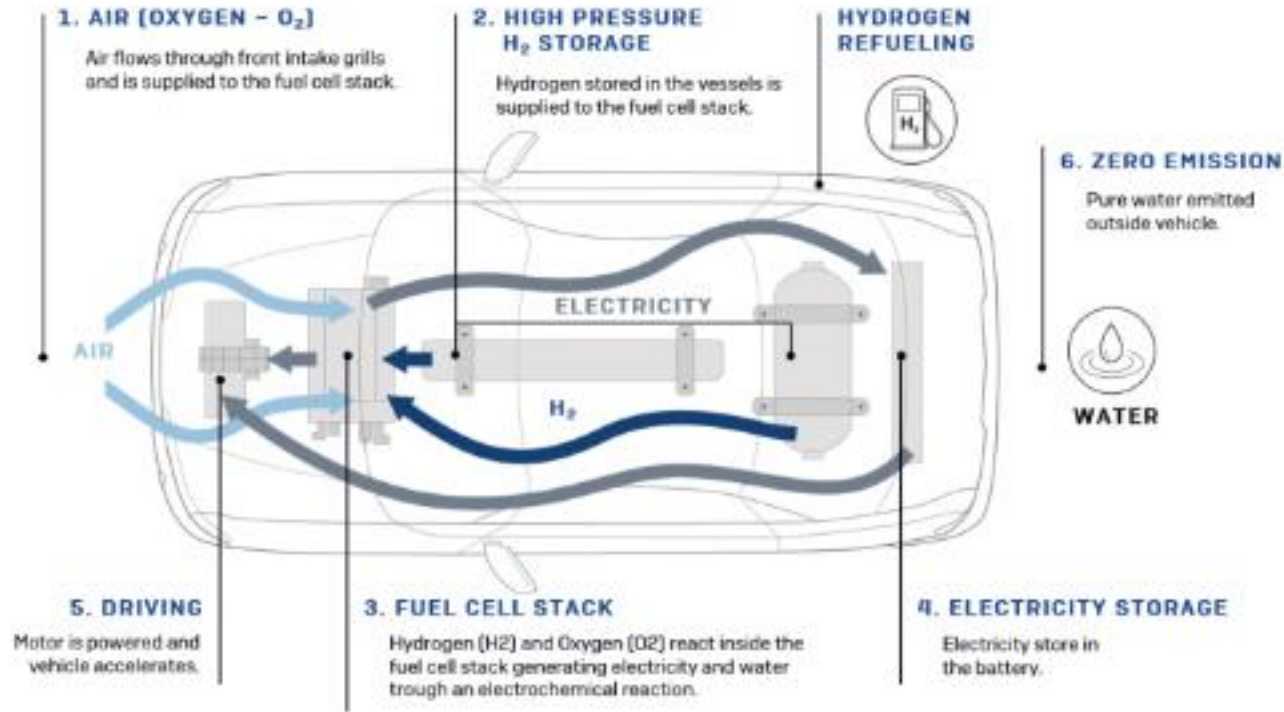 1. AIR (OXYGEN – O₂)
Air flows through front intake grills
and is supplied to the fuel cell stack.
2. HIGH PRESSURE
H₂ STORAGE
Hydrogen stored in the vessels is
supplied to the fuel cell stack.
HYDROGEN
REFUELING
H₂
6. ZERO EMISSION
Pure water emitted
outside vehicle.
ELECTRICITY
AIR
H₂
WATER
5. DRIVING
Motor is powered and
vehicle accelerates.
3. FUEL CELL STACK
Hydrogen (H2) and Oxygen (O2) react inside the
fuel cell stack generating electricity and water
trough an electrochemical reaction.
4. ELECTRICITY STORAGE
Electricity store in
the battery.